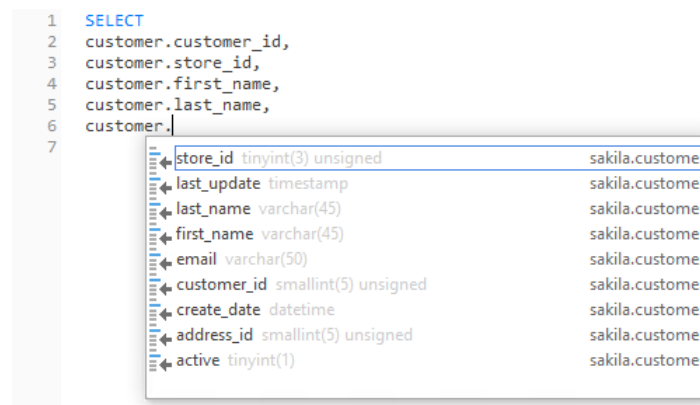 1 SELECT
2 customer.customer_id,
3 customer.store_id,
4 customer.first_name,
5 customer.last_name,
6 customer.
7
store_id tinyint(3) unsigned sakila.custome
last_update timestamp sakila.custome
last_name varchar(45) sakila.custome
first_name varchar(45) sakila.custome
email varchar(50) sakila.custome
customer_id smallint(5) unsigned sakila.custome
create_date datetime sakila.custome
address_id smallint(5) unsigned sakila.custome
active tinyint(1) sakila.custome